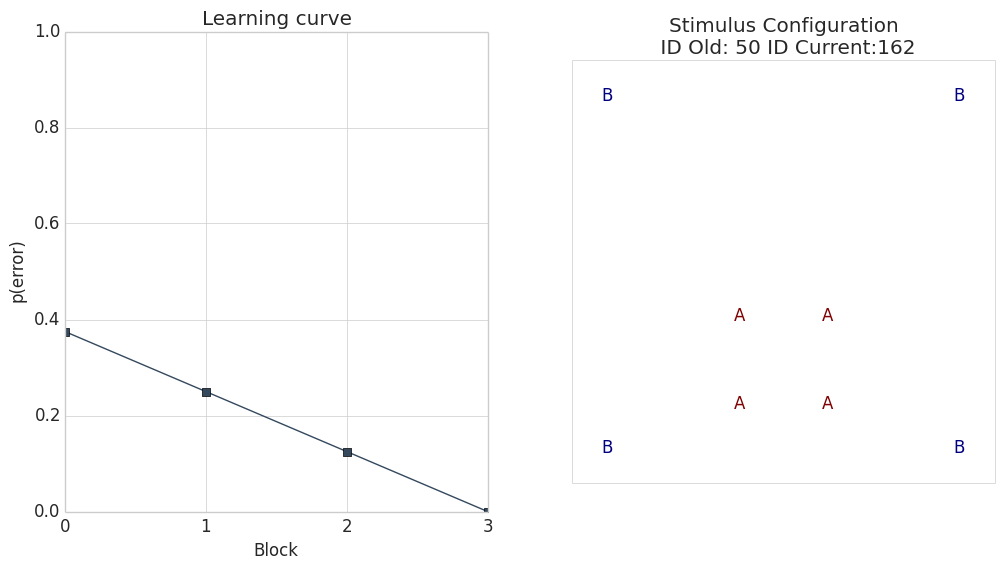 Learning curve
1.0
0.8
0.6
0.4
0.2
0.0
0 1 2 3
p(error)
Block
Stimulus Configuration
ID Old: 50 ID Current:162
B B
A A
A A
B B